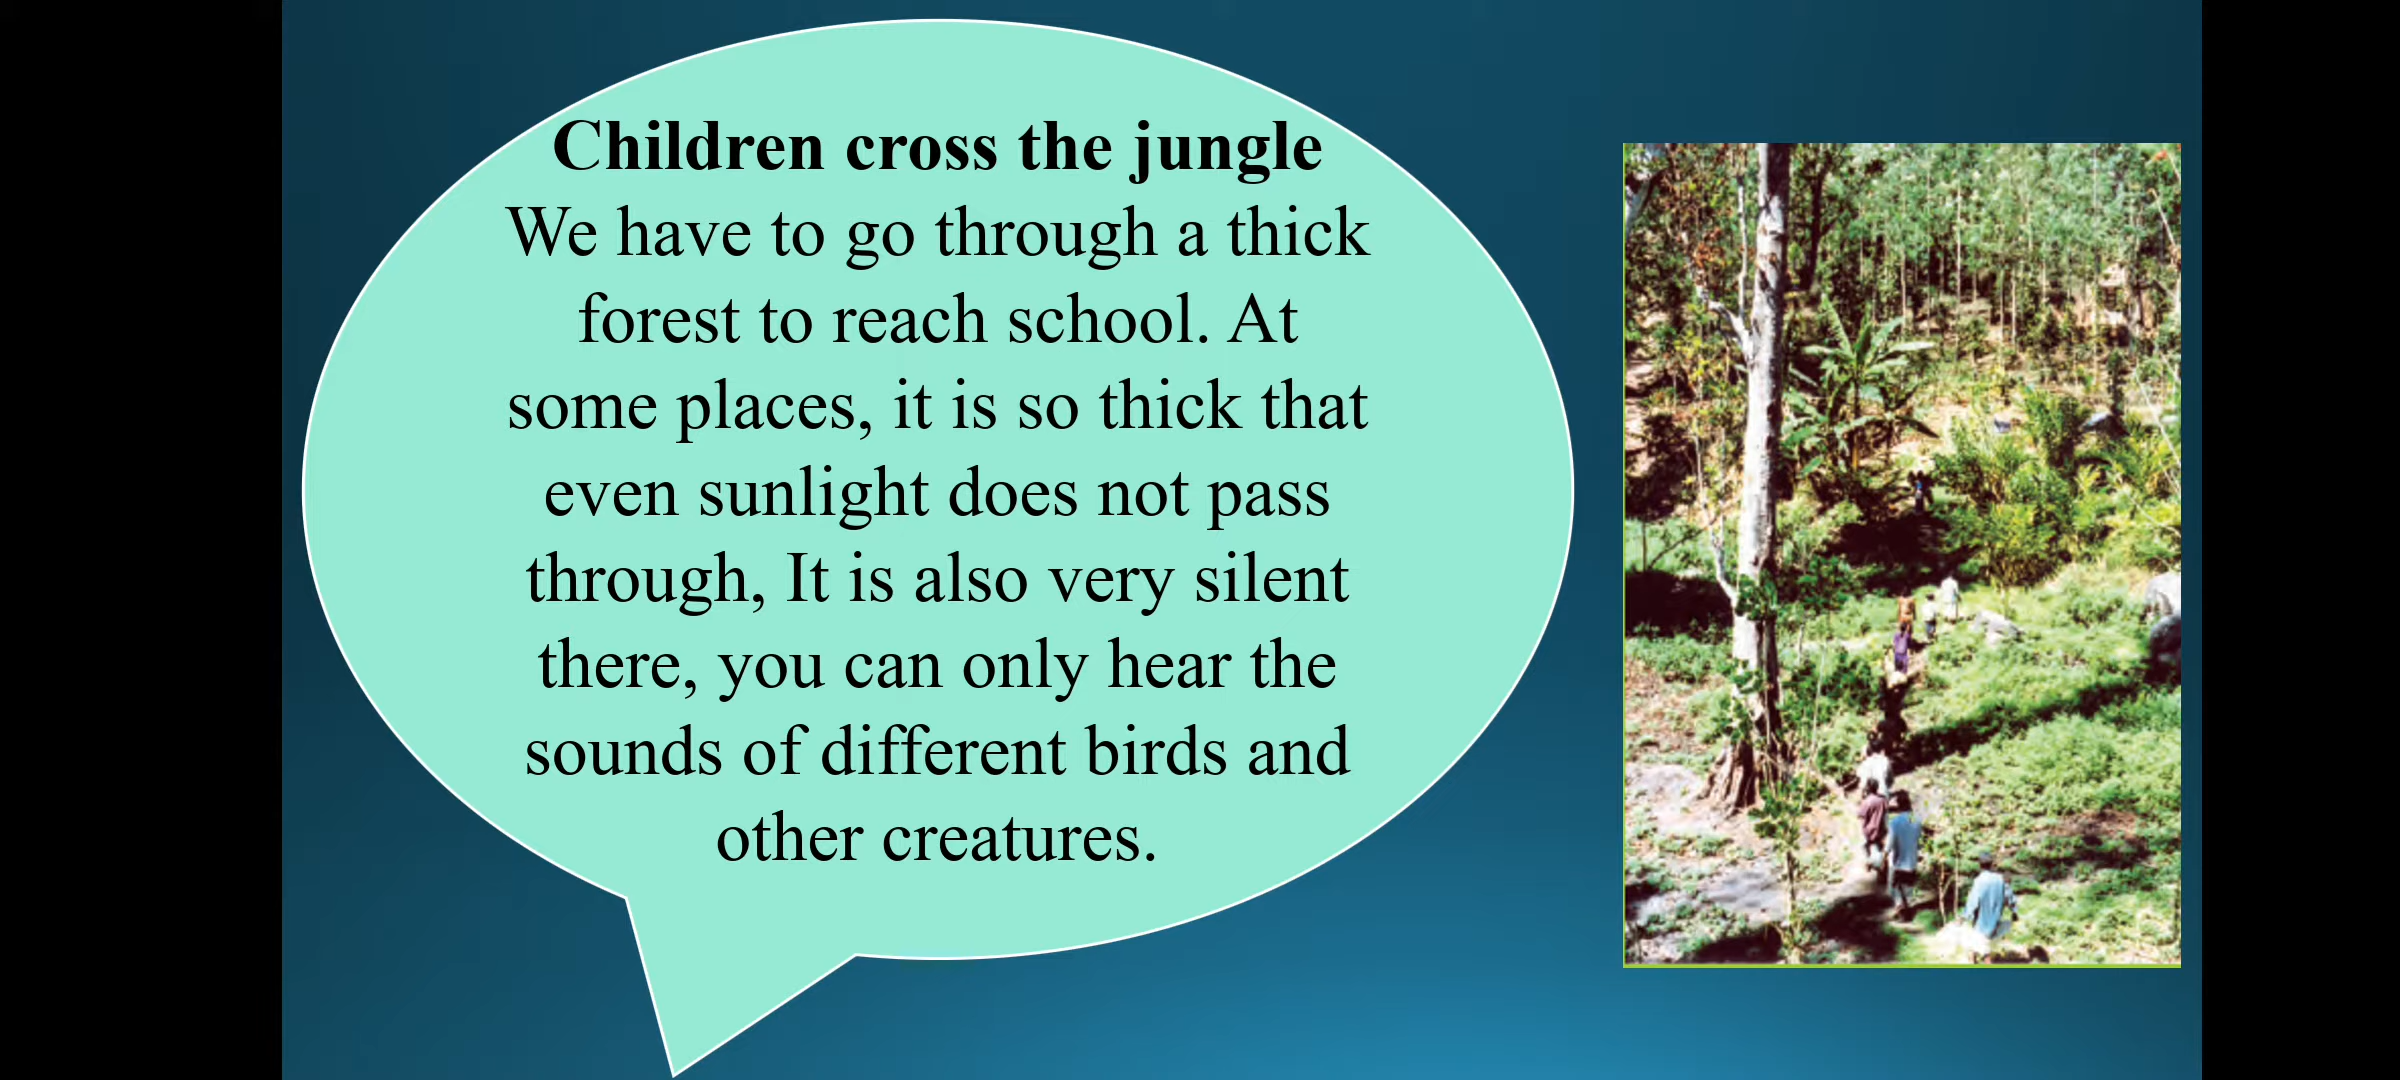 Children cross the jungle
We have to go through a thick
forest to reach school. At
some places, it is so thick that
even sunlight does not pass
through, It is also very silent
there, you can only hear the
sounds of different birds and
other creatures.